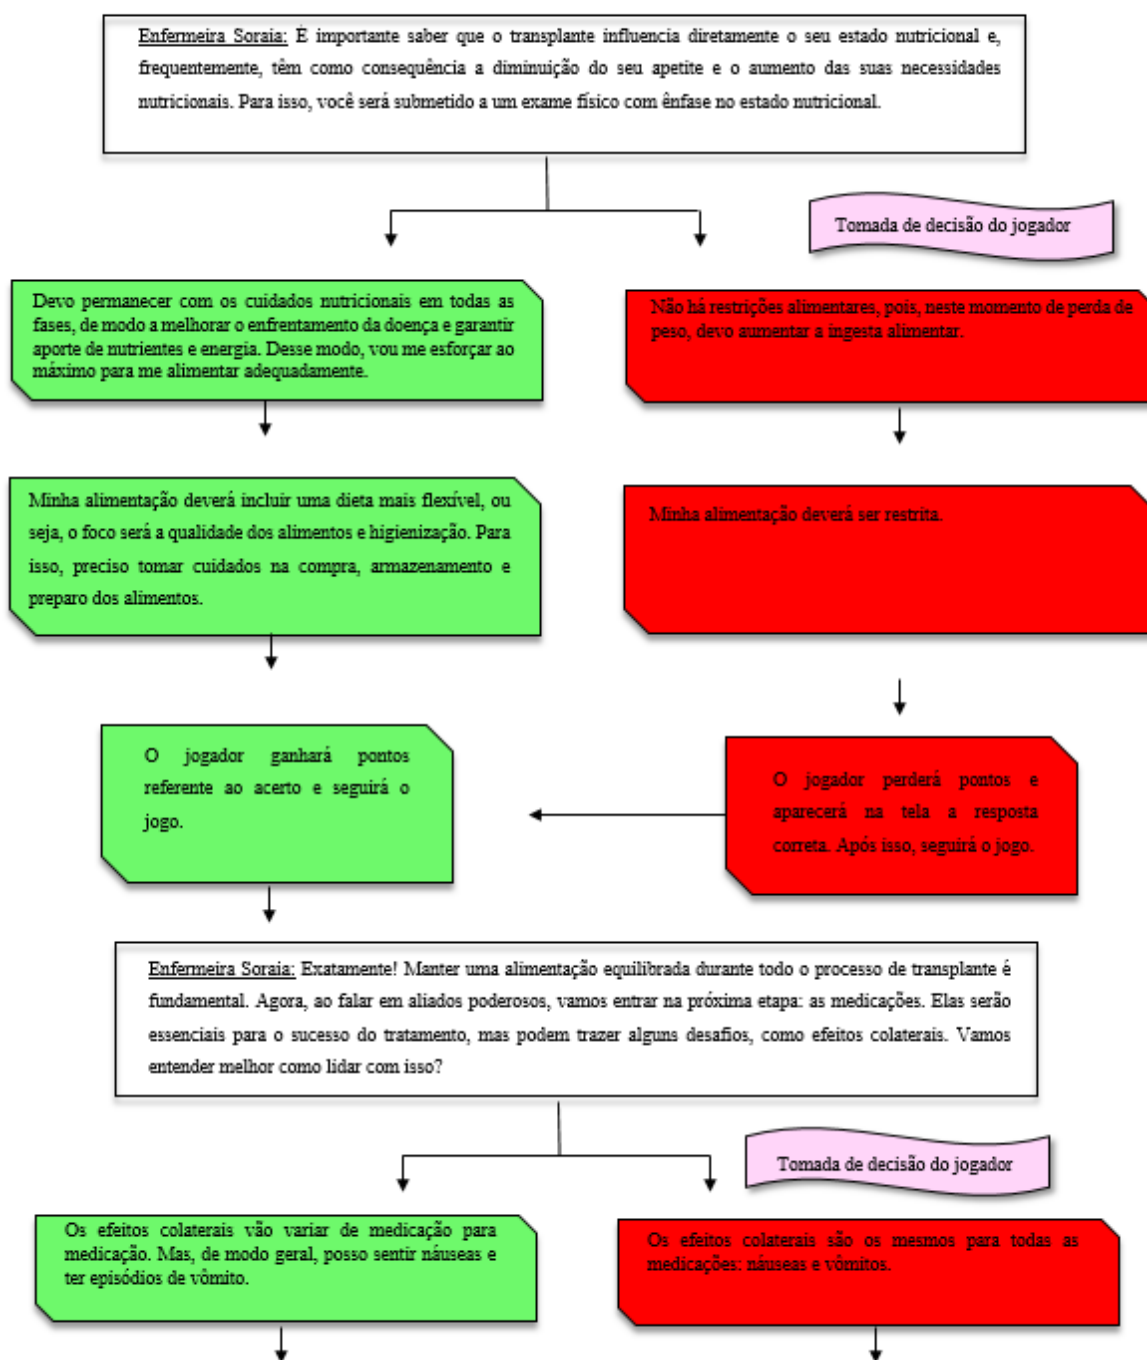 Enfermeira Soraia: É importante saber que o transplante influencia diretamente o seu estado nutricional e,
frequentemente, têm como consequência a diminuição do seu apetite e o aumento das suas necessidades
nutricionais. Para isso, você será submetido a um exame físico com ênfase no estado nutricional.
Tomada de decisão do jogador
Devo permanecer com os cuidados nutricionais em todas as
fases, de modo a melhorar o enfrentamento da doença e garantir
aporte de nutrientes e energia. Desse modo, vou me esforçar ao
máximo para me alimentar adequadamente.
Não há restrições alimentares, pois, neste momento de perda de
peso, devo aumentar a ingesta alimentar.
Minha alimentação deverá incluir uma dieta mais flexível, ou
seja, o foco será a qualidade dos alimentos e higienização. Para
isso, preciso tomar cuidados na compra, armazenamento e
preparo dos alimentos.
Minha alimentação deverá ser restrita.
O jogador ganhará pontos
referente ao acerto e seguirá o
jogo.
O jogador perderá pontos e
aparecerá na tela a resposta
correta. Após isso, seguirá o jogo.
Enfermeira Soraia: Exatamente! Manter uma alimentação equilibrada durante todo o processo de transplante é
fundamental. Agora, ao falar em aliados poderosos, vamos entrar na próxima etapa: as medicações. Elas serão
essenciais para o sucesso do tratamento, mas podem trazer alguns desafios, como efeitos colaterais. Vamos
entender melhor como lidar com isso?
Tomada de decisão do jogador
Os efeitos colaterais vão variar de medicação para
medicação. Mas, de modo geral, posso sentir náuseas e
ter episódios de vômito.
Os efeitos colaterais são os mesmos para todas as
medicações: náuseas e vômitos.